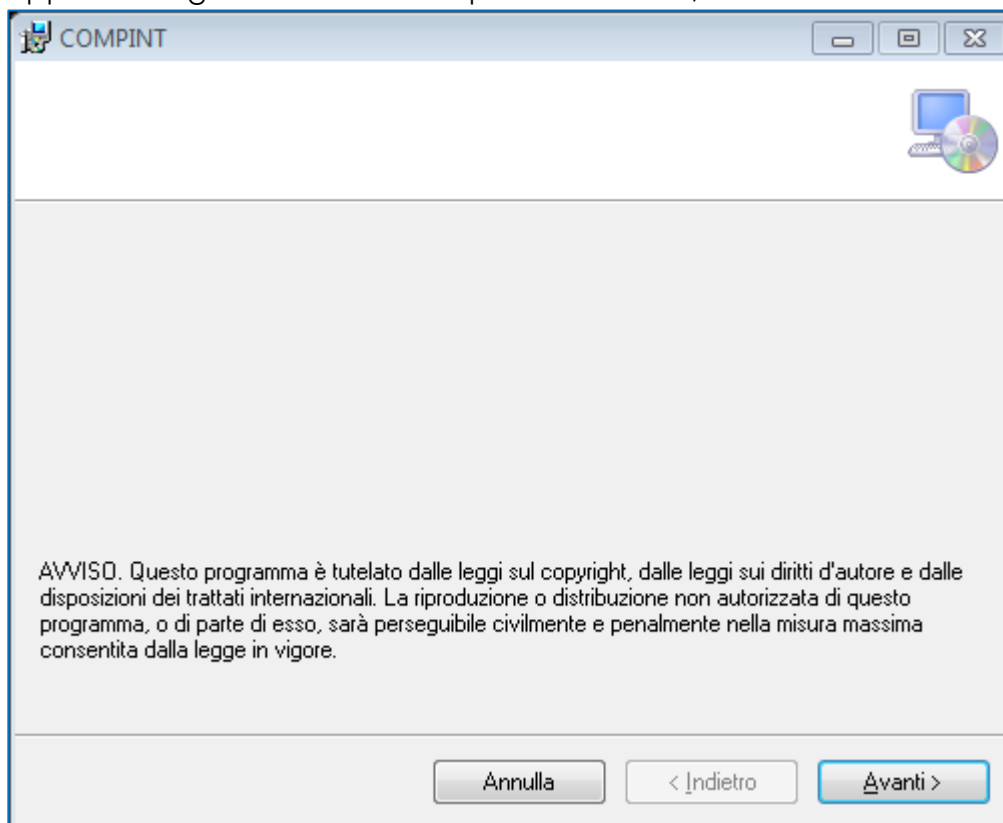 COMPINT
AVVISO. Questo programma è tutelato dalle leggi sul copyright, dalle leggi sui diritti d'autore e dalle
disposizioni dei trattati internazionali. La riproduzione o distribuzione non autorizzata di questo
programma, o di parte di esso, sarà perseguibile civilmente e penalmente nella misura massima
consentita dalla legge in vigore.
Annulla < Indietro Avanti >